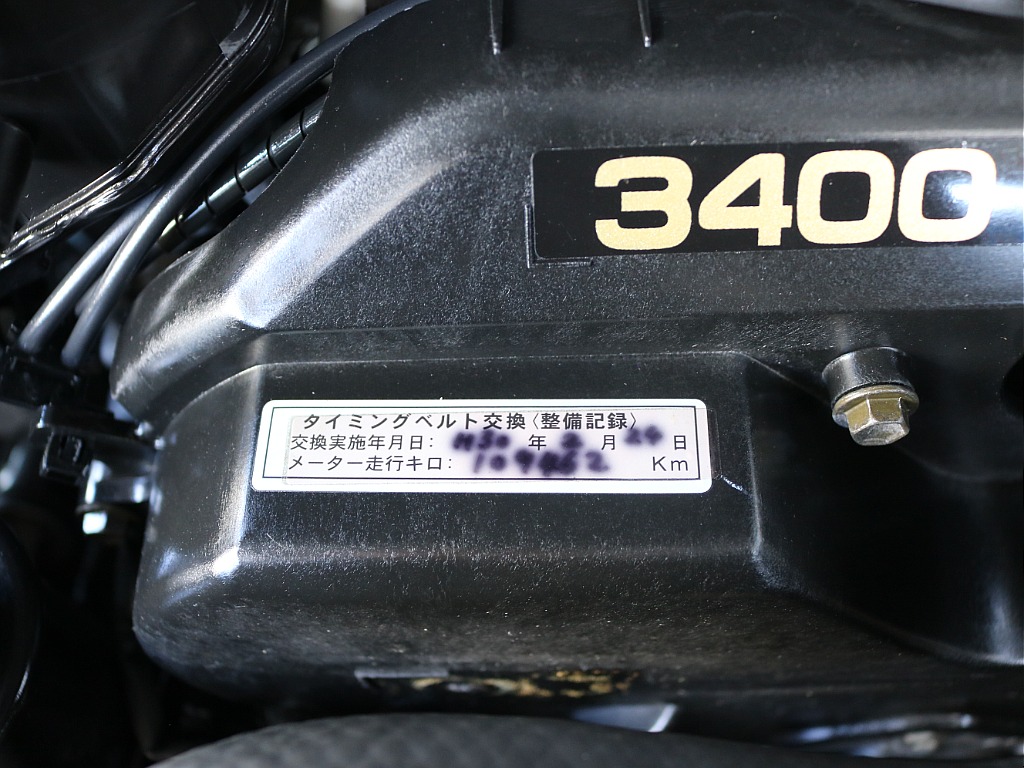 3400
タイミングベルト交換〈整備記録〉
交換実施年月日: H30 年 2 月 24 日
メーター走行キロ: Km